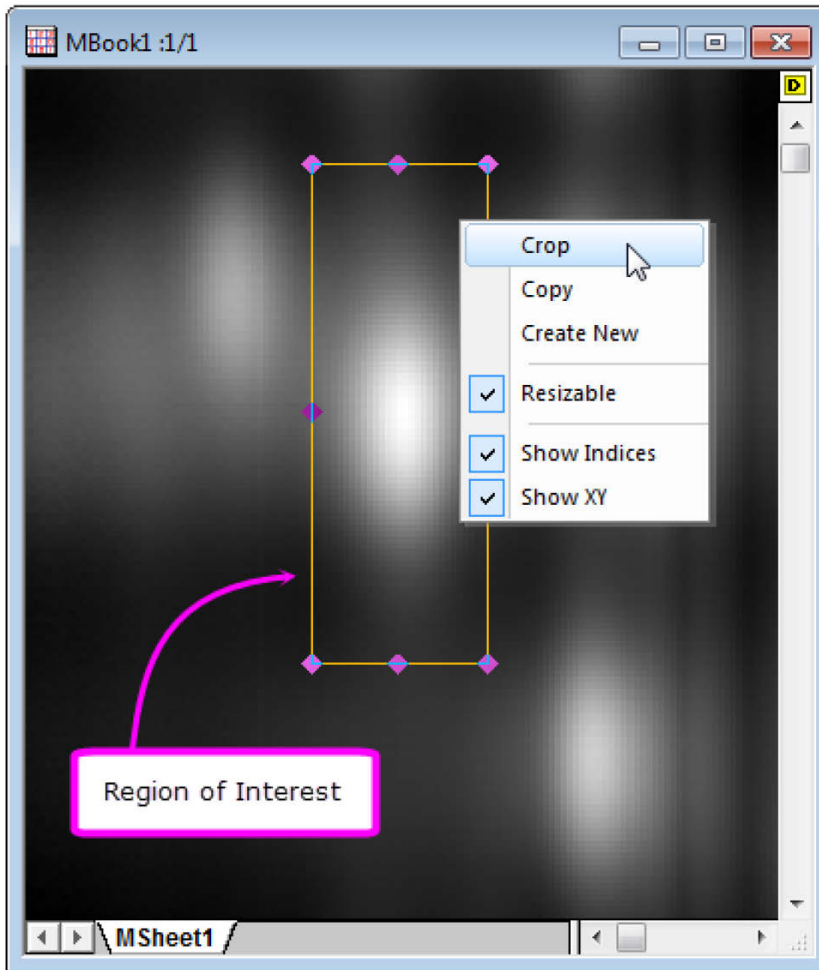 MBook1 :1/1
D
Crop
Copy
Create New
Resizable
Show Indices
Show XY
Region of Interest
MSheet1